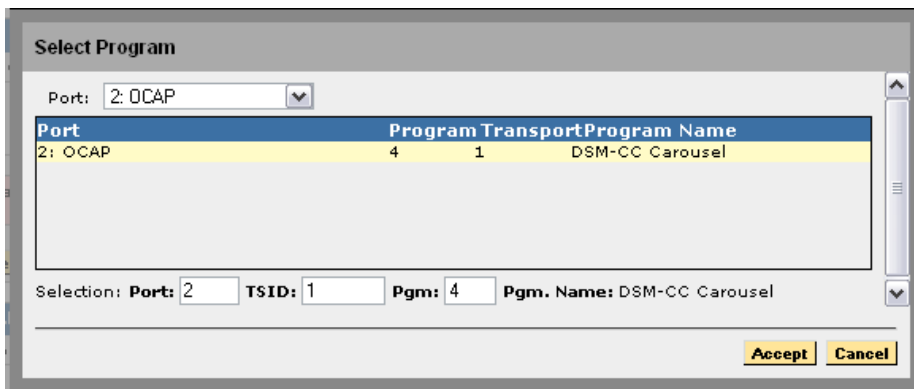 Select Program
Port: 2: OCAP
Port Program Transport Program Name
2: OCAP 4 1 DSM-CC Carousel
Selection: Port: 2 TSID: 1 Pgm: 4 Pgm. Name: DSM-CC Carousel
Accept Cancel